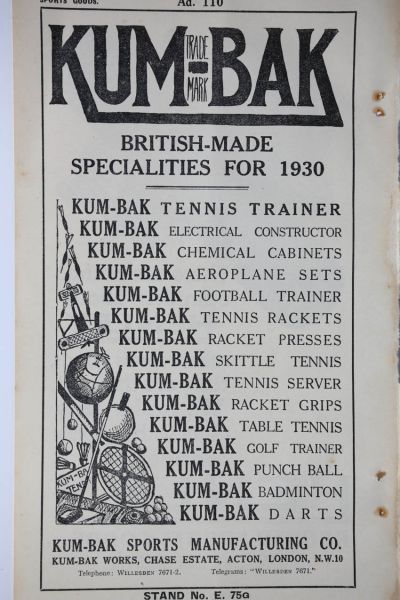 SPORTS GOODS.
Ad. 110
KUM-BAK
TRADE
MARK
BRITISH-MADE
SPECIALITIES FOR 1930
KUM-BAK TENNIS TRAINER
KUM-BAK ELECTRICAL CONSTRUCTOR
KUM-BAK CHEMICAL CABINETS
KUM-BAK AEROPLANE SETS
KUM-BAK FOOTBALL TRAINER
KUM-BAK TENNIS RACKETS
KUM-BAK RACKET PRESSES
KUM-BAK SKITTLE TENNIS
KUM-BAK TENNIS SERVER
KUM-BAK RACKET GRIPS
KUM-BAK TABLE TENNIS
KUM-BAK GOLF TRAINER
KUM-BAK PUNCH BALL
KUM-BAK BADMINTON
KUM-BAK DARTS
KUM-BAK
TENN
KUM-BAK SPORTS MANUFACTURING CO.
KUM-BAK WORKS, CHASE ESTATE, ACTON, LONDON, N.W.10
Telephone: WILLESDEN 7671-2. Telegrams: "WILLESDEN 7671."
STAND No. E. 75G